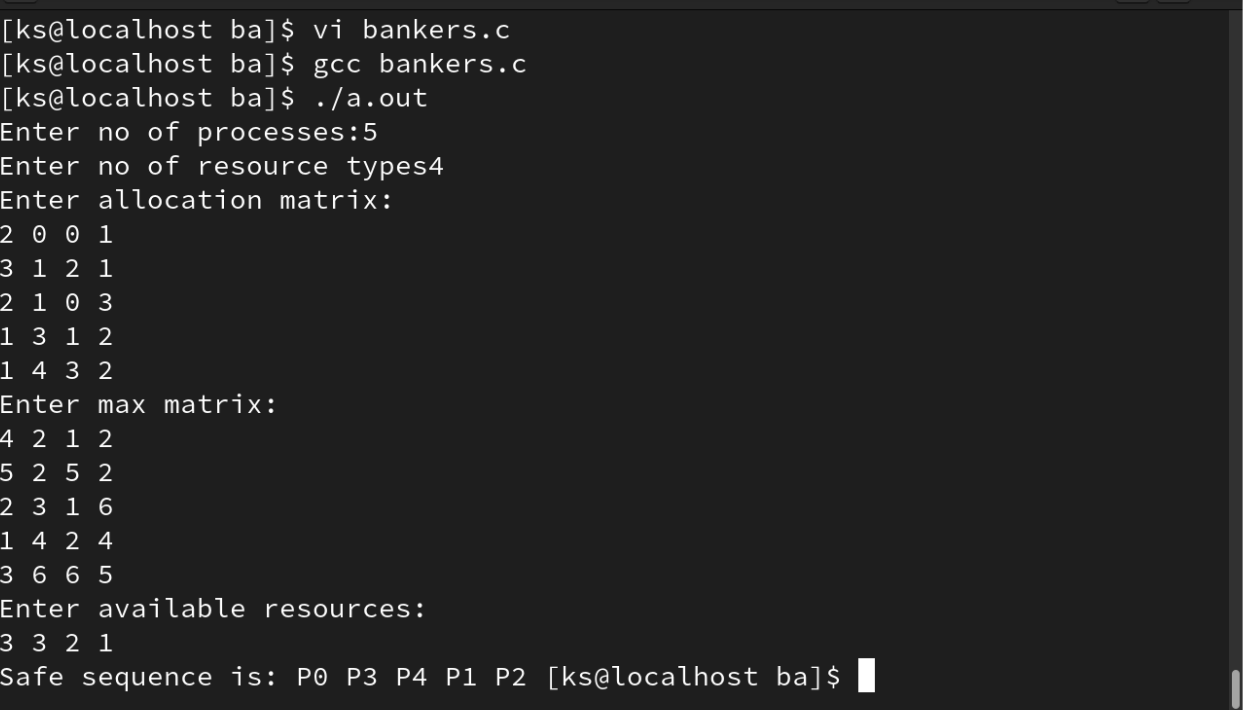 [ks@localhost ba]$ vi bankers.c
[ks@localhost ba]$ gcc bankers.c
[ks@localhost ba]$ ./a.out
Enter no of processes:5
Enter no of resource types4
Enter allocation matrix:
2 0 0 1
3 1 2 1
2 1 0 3
1 3 1 2
1 4 3 2
Enter max matrix:
4 2 1 2
5 2 5 2
2 3 1 6
1 4 2 4
3 6 6 5
Enter available resources:
3 3 2 1
Safe sequence is: P0 P3 P4 P1 P2 [ks@localhost ba]$